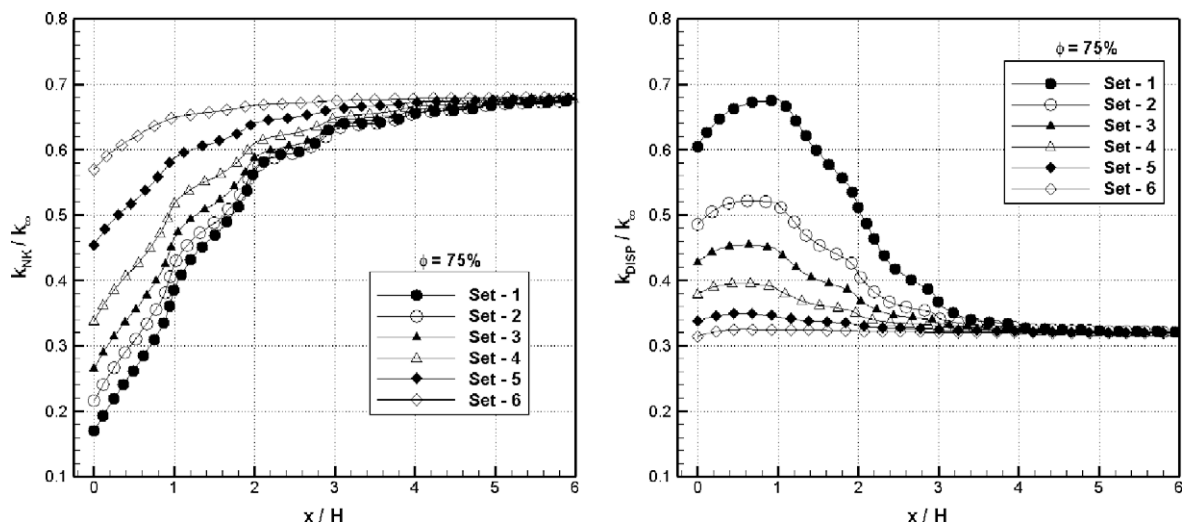 0.8
0.7
0.6
0.5
0.4
0.3
0.2
0.1
k_NK / k_∞
φ = 75%
Set - 1
Set - 2
Set - 3
Set - 4
Set - 5
Set - 6
0 1 2 3 4 5 6
x / H
0.8
0.7
0.6
0.5
0.4
0.3
0.2
0.1
k_DISP / k_∞
φ = 75%
Set - 1
Set - 2
Set - 3
Set - 4
Set - 5
Set - 6
0 1 2 3 4 5 6
x / H